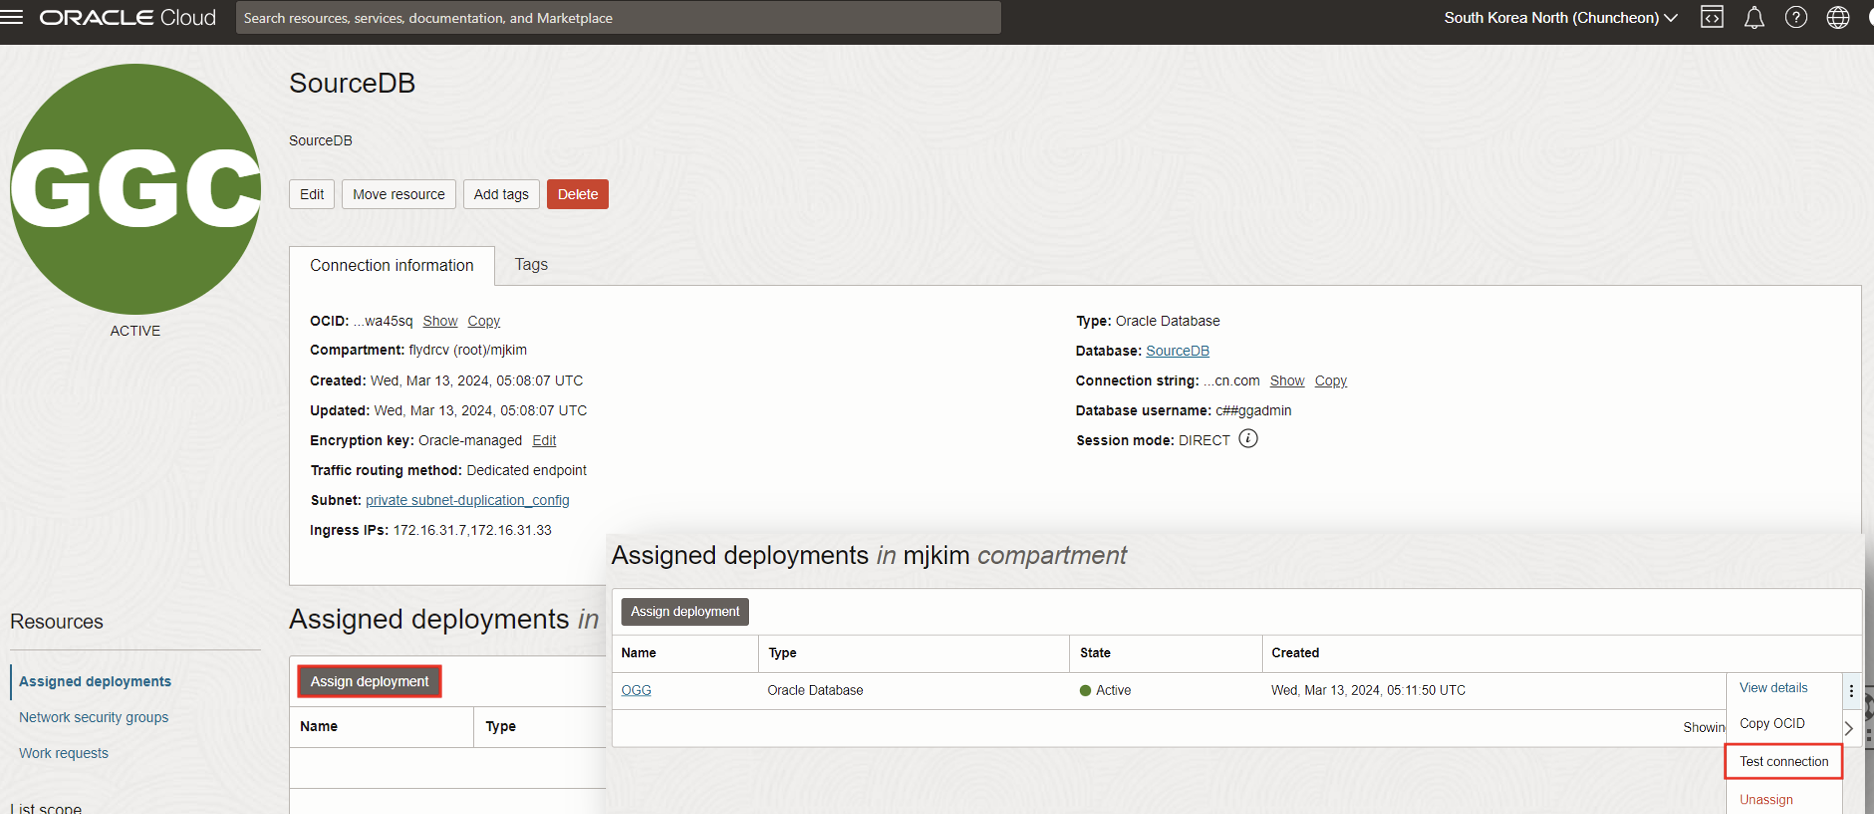 ORACLE Cloud
Search resources, services, documentation, and Marketplace
South Korea North (Chuncheon)
GGC
ACTIVE
SourceDB
SourceDB
Edit Move resource Add tags Delete
Connection information Tags
OCID: ...wa45sq Show Copy
Compartment: flydrcv (root)/mjkim
Created: Wed, Mar 13, 2024, 05:08:07 UTC
Updated: Wed, Mar 13, 2024, 05:08:07 UTC
Encryption key: Oracle-managed Edit
Traffic routing method: Dedicated endpoint
Subnet: private subnet-duplication_config
Ingress IPs: 172.16.31.7,172.16.31.33
Type: Oracle Database
Database: SourceDB
Connection string: ...cn.com Show Copy
Database username: c##ggadmin
Session mode: DIRECT
Resources
Assigned deployments
Network security groups
Work requests
List scope
Assigned deployments in
Assign deployment
Name Type
Assigned deployments in mjkim compartment
Assign deployment
Name Type State Created
OGG Oracle Database Active Wed, Mar 13, 2024, 05:11:50 UTC
View details
Copy OCID
Test connection
Unassign